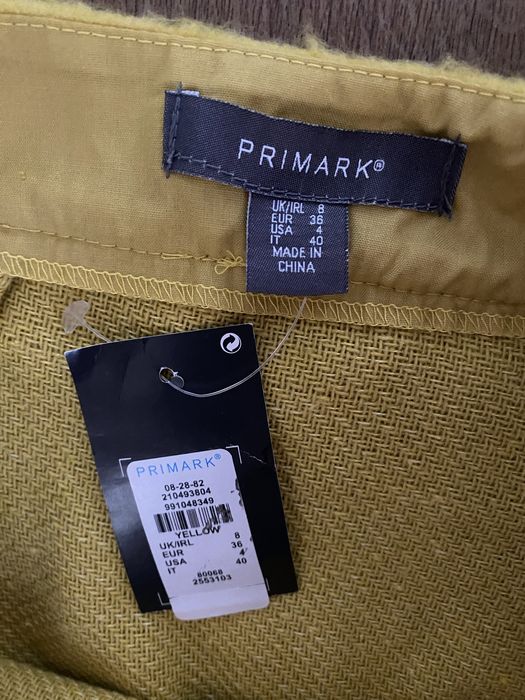 PRIMARK®
UK/IRL 8
EUR 36
USA 4
IT 40
MADE IN
CHINA
PRIMARK®
08-28-82
210493804
991048349
YELLOW
UK/IRL 8
EUR 36
USA 4
IT 40
80068
2553103